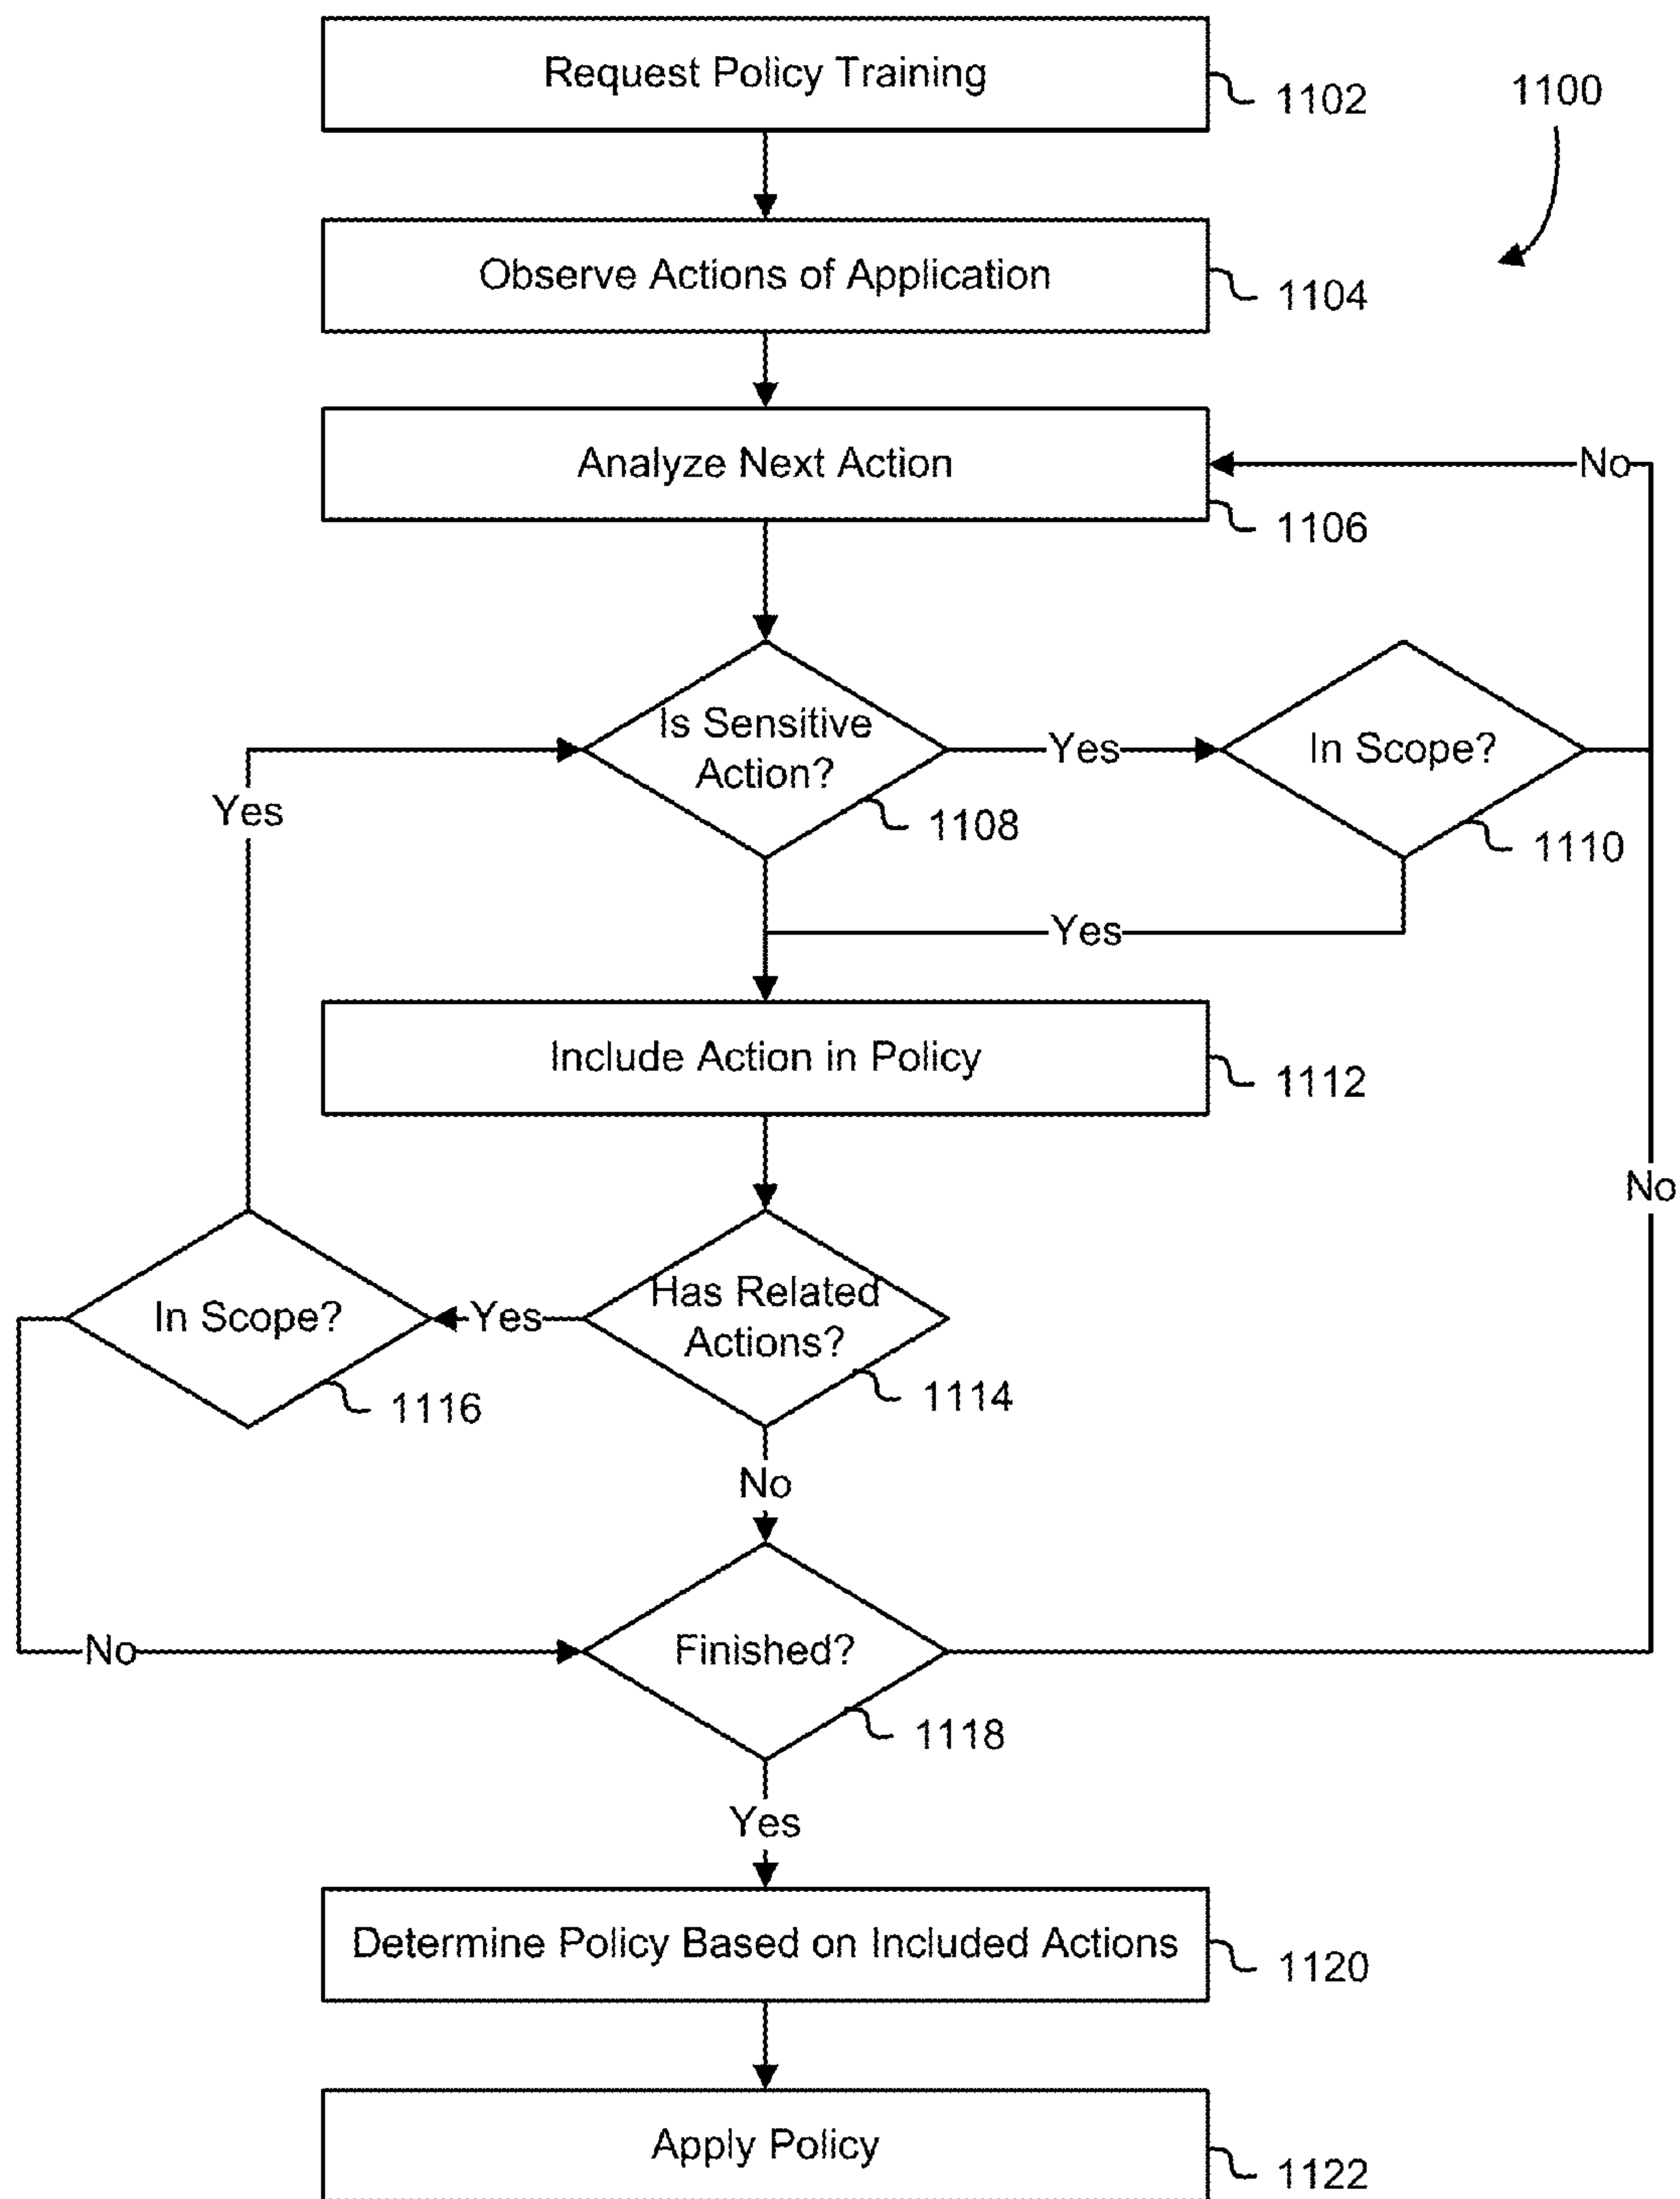 Request Policy Training
1102
1100
Observe Actions of Application
1104
Analyze Next Action
No
1106
Is Sensitive
Action?
Yes
In Scope?
1108
1110
Yes
Yes
Include Action in Policy
1112
No
Has Related
Actions?
Yes
In Scope?
1114
1116
No
Finished?
No
1118
Yes
Determine Policy Based on Included Actions
1120
Apply Policy
1122